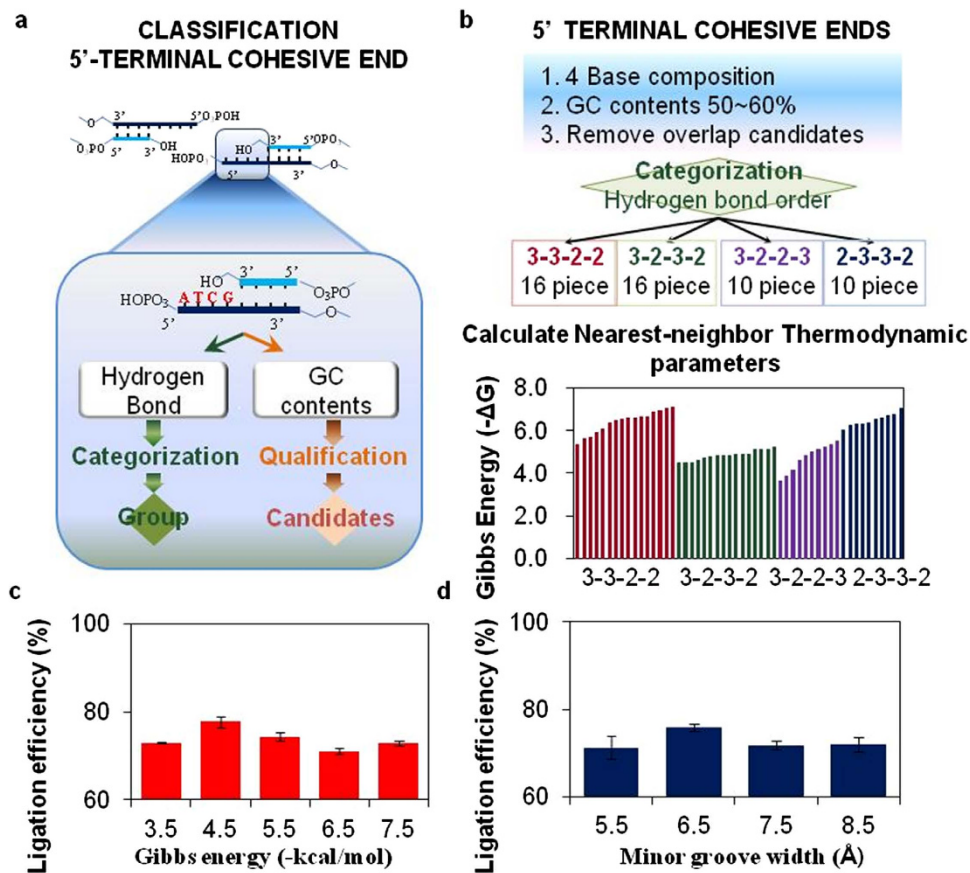 a
CLASSIFICATION
5’-TERMINAL COHESIVE END
3’ 5’O3POH
O
O3PO 5’ 3’ OH
HO 3’ 5’ OPO3
HOPO3
5’ 3’ O
HO 3’ 5’
O3PO
HOPO3 A T C G
O
5’ 3’
Hydrogen
Bond
GC
contents
Categorization
Qualification
Group
Candidates
b
5’ TERMINAL COHESIVE ENDS
1. 4 Base composition
2. GC contents 50~60%
3. Remove overlap candidates
Categorization
Hydrogen bond order
3-3-2-2 3-2-3-2 3-2-2-3 2-3-3-2
16 piece 16 piece 10 piece 10 piece
Calculate Nearest-neighbor Thermodynamic
parameters
Gibbs Energy (-ΔG)
8.0
6.0
4.0
2.0
0.0
3-3-2-2 3-2-3-2 3-2-2-3 2-3-3-2
c
Ligation efficiency (%)
100
80
60
3.5 4.5 5.5 6.5 7.5
Gibbs energy (-kcal/mol)
d
Ligation efficiency (%)
100
80
60
5.5 6.5 7.5 8.5
Minor groove width (Å)